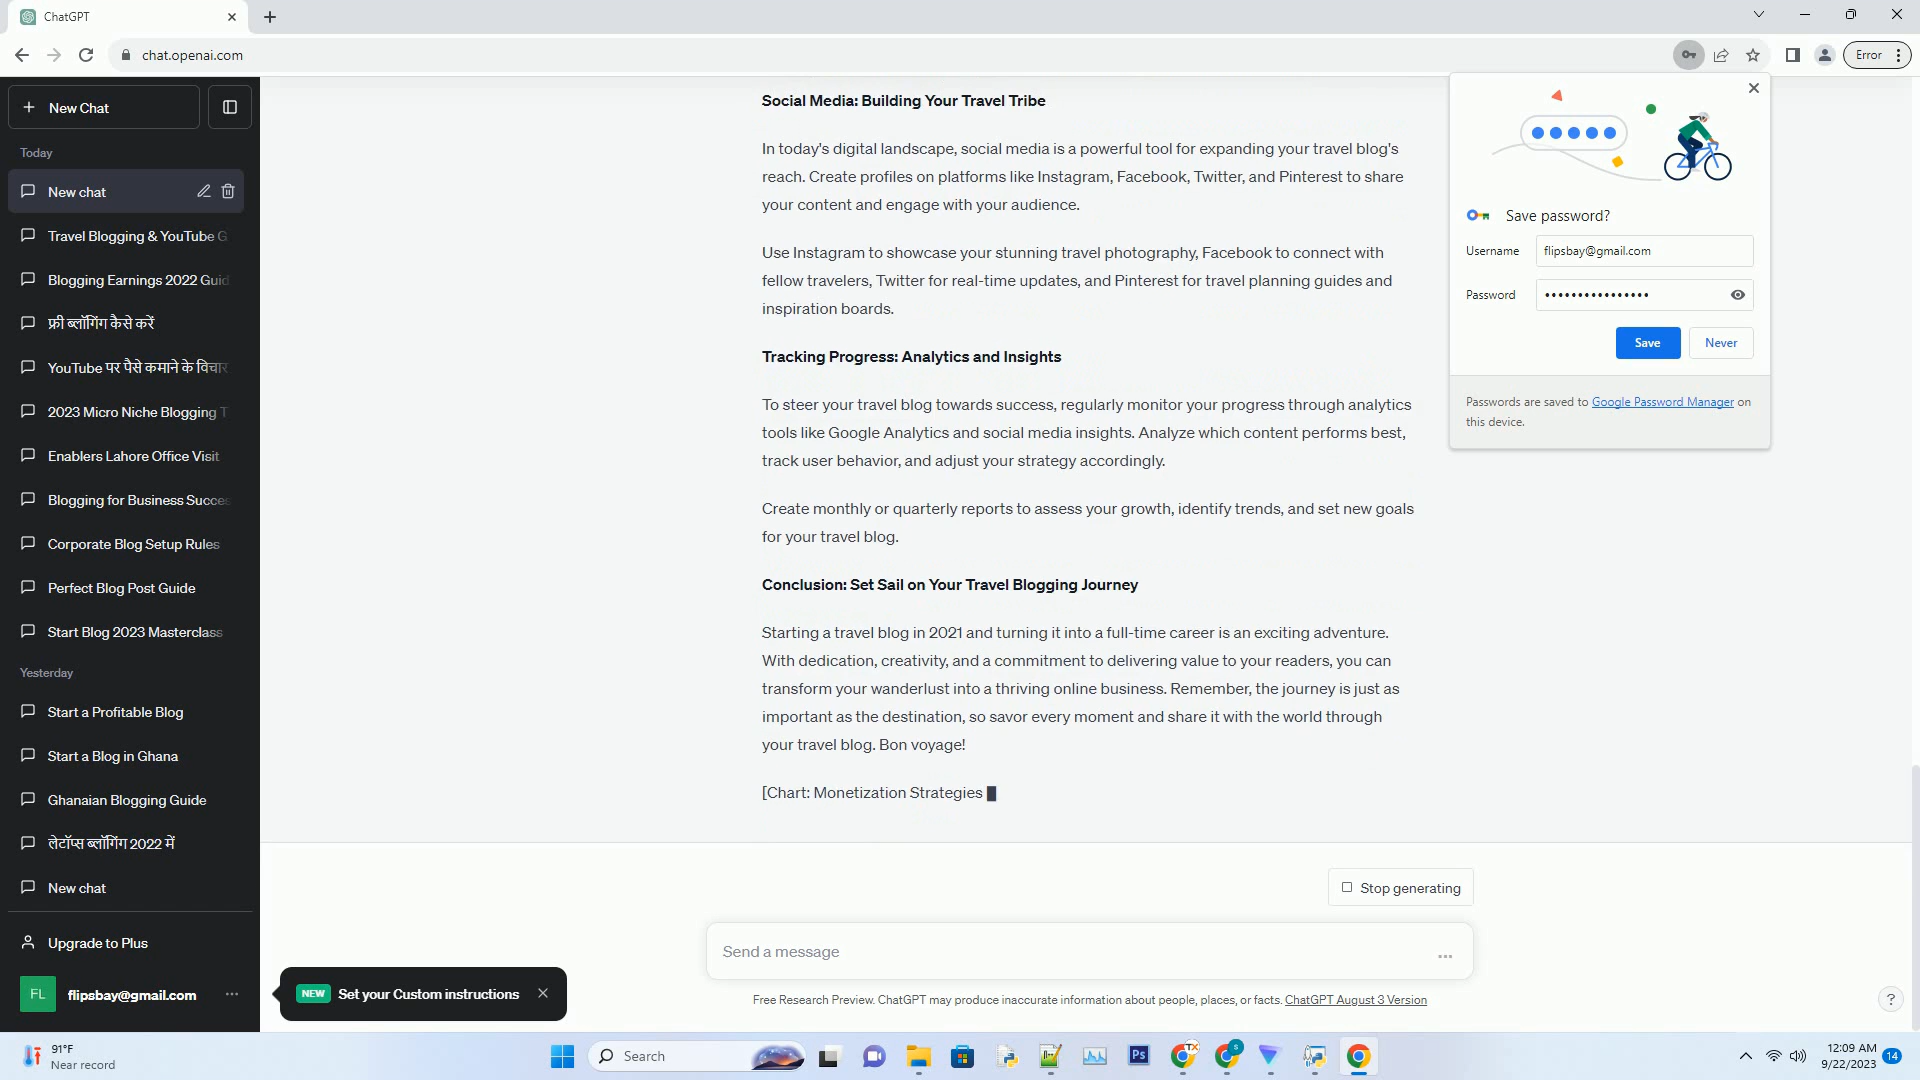 ChatGPT
chat.openai.com
Error
New Chat
Today
New chat
Travel Blogging & YouTube G
Blogging Earnings 2022 Guid
फ्री ब्लॉगिंग कैसे करें
YouTube पर पैसे कमाने के विचार
2023 Micro Niche Blogging T
Enablers Lahore Office Visit
Blogging for Business Succes
Corporate Blog Setup Rules
Perfect Blog Post Guide
Start Blog 2023 Masterclass
Yesterday
Start a Profitable Blog
Start a Blog in Ghana
Ghanaian Blogging Guide
लेटॉप्स ब्लॉगिंग 2022 में
New chat
Upgrade to Plus
FL
flipsbay@gmail.com
NEW Set your Custom instructions
Social Media: Building Your Travel Tribe
In today's digital landscape, social media is a powerful tool for expanding your travel blog's
reach. Create profiles on platforms like Instagram, Facebook, Twitter, and Pinterest to share
your content and engage with your audience.
Use Instagram to showcase your stunning travel photography, Facebook to connect with
fellow travelers, Twitter for real-time updates, and Pinterest for travel planning guides and
inspiration boards.
Tracking Progress: Analytics and Insights
To steer your travel blog towards success, regularly monitor your progress through analytics
tools like Google Analytics and social media insights. Analyze which content performs best,
track user behavior, and adjust your strategy accordingly.
Create monthly or quarterly reports to assess your growth, identify trends, and set new goals
for your travel blog.
Conclusion: Set Sail on Your Travel Blogging Journey
Starting a travel blog in 2021 and turning it into a full-time career is an exciting adventure.
With dedication, creativity, and a commitment to delivering value to your readers, you can
transform your wanderlust into a thriving online business. Remember, the journey is just as
important as the destination, so savor every moment and share it with the world through
your travel blog. Bon voyage!
[Chart: Monetization Strategies
Stop generating
Send a message
Free Research Preview. ChatGPT may produce inaccurate information about people, places, or facts. ChatGPT August 3 Version
?
Save password?
Username flipsbay@gmail.com
Password ••••••••••••••••
Save Never
Passwords are saved to Google Password Manager on
this device.
91°F
Near record
Search
Ps
TX
S
12:09 AM
9/22/2023
14